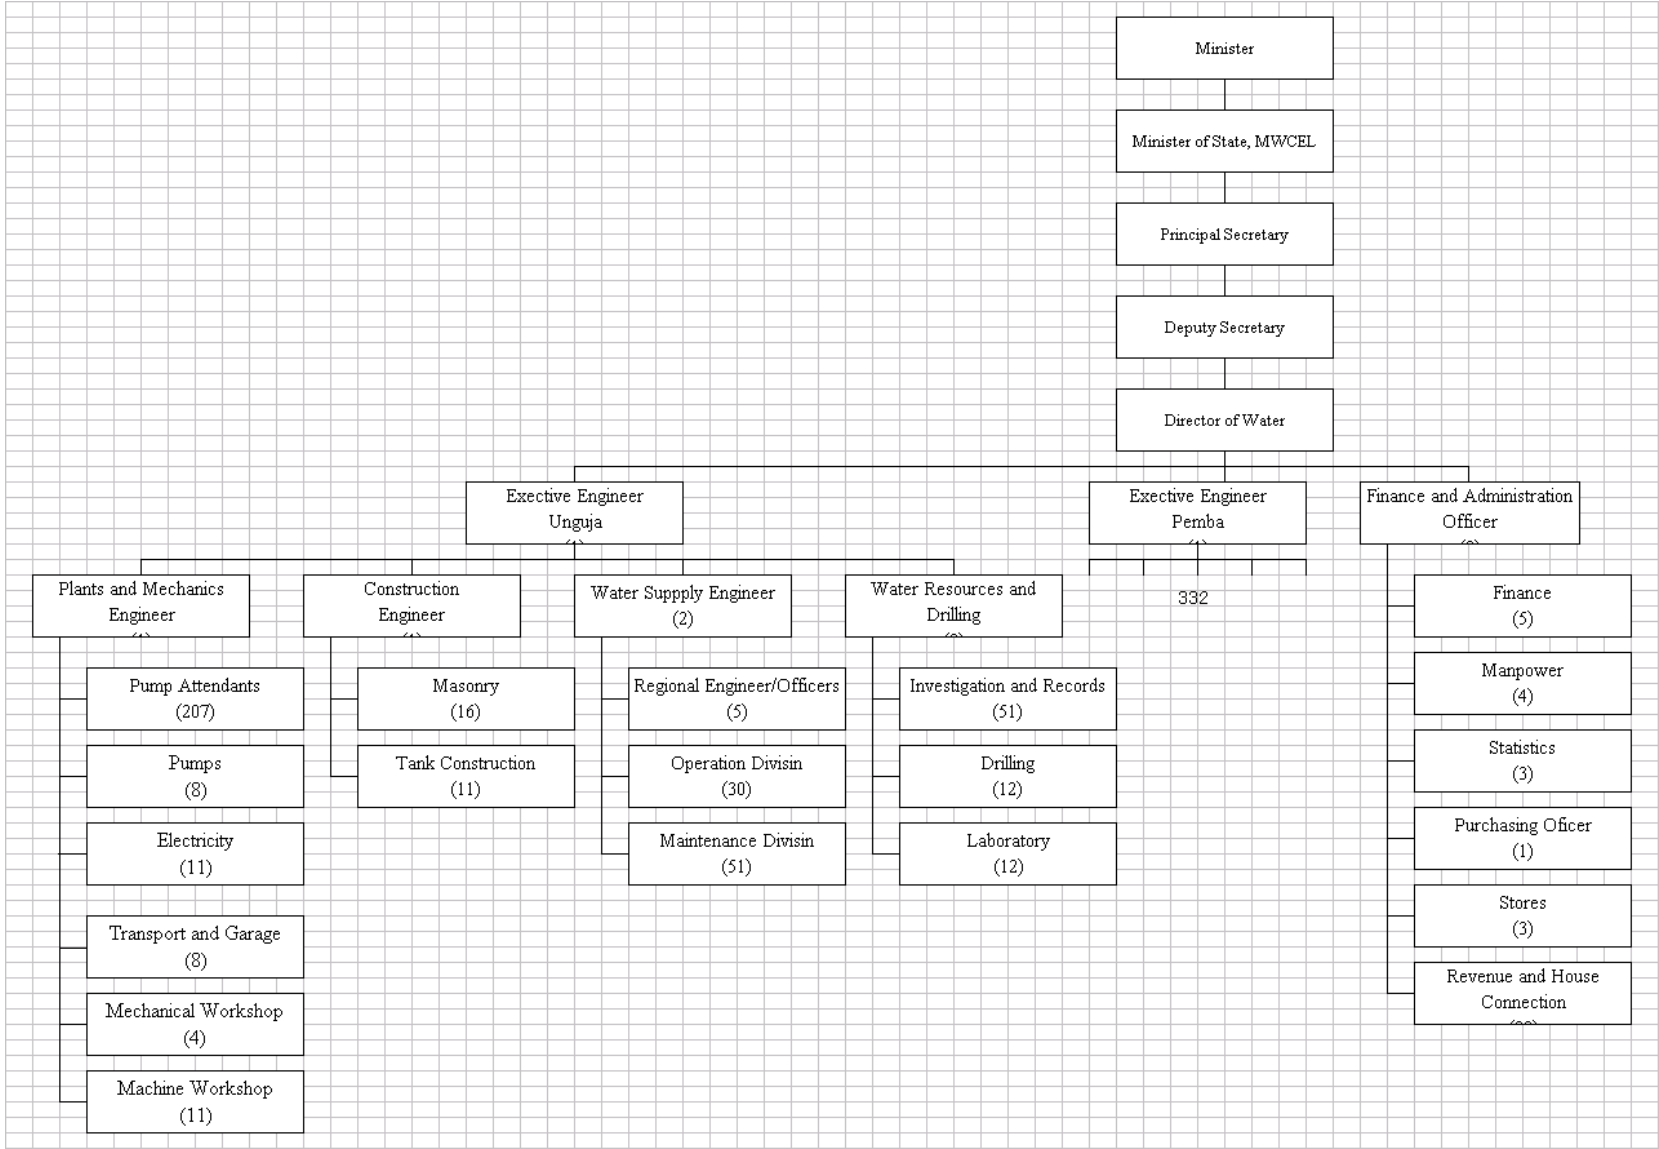 Minister
Minister of State, MWCEL
Principal Secretary
Deputy Secretary
Director of Water
Exective Engineer
Unguja
Exective Engineer
Pemba
Finance and Administration
Officer
Plants and Mechanics
Engineer
Construction
Engineer
Water Suppply Engineer
(2)
Water Resources and
Drilling
332
Pump Attendants
(207)
Pumps
(8)
Electricity
(11)
Transport and Garage
(8)
Mechanical Workshop
(4)
Machine Workshop
(11)
Masonry
(16)
Tank Construction
(11)
Regional Engineer/Officers
(5)
Operation Divisin
(30)
Maintenance Divisin
(51)
Investigation and Records
(51)
Drilling
(12)
Laboratory
(12)
Finance
(5)
Manpower
(4)
Statistics
(3)
Purchasing Oficer
(1)
Stores
(3)
Revenue and House
Connection